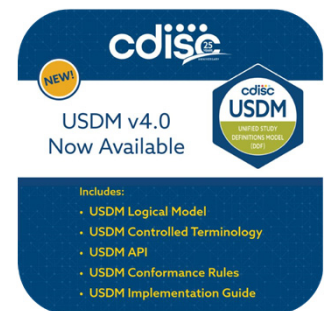 cdisc
25
NEW!
USDM v4.0
Now Available
cdisc
USDM
UNIFIED STUDY
DEFINITIONS MODEL
(DDF)
Includes:
• USDM Logical Model
• USDM Controlled Terminology
• USDM API
• USDM Conformance Rules
• USDM Implementation Guide